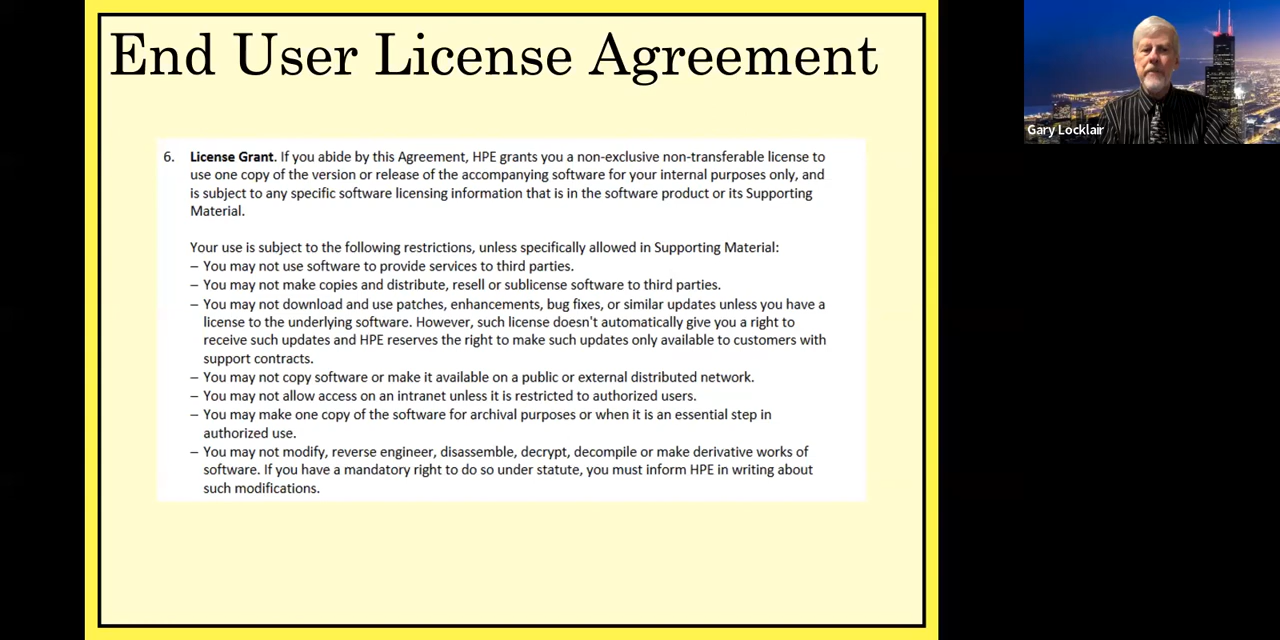 End User License Agreement
6. License Grant. If you abide by this Agreement, HPE grants you a non-exclusive non-transferable license to
use one copy of the version or release of the accompanying software for your internal purposes only, and
is subject to any specific software licensing information that is in the software product or its Supporting
Material.
Your use is subject to the following restrictions, unless specifically allowed in Supporting Material:
– You may not use software to provide services to third parties.
– You may not make copies and distribute, resell or sublicense software to third parties.
– You may not download and use patches, enhancements, bug fixes, or similar updates unless you have a
license to the underlying software. However, such license doesn't automatically give you a right to
receive such updates and HPE reserves the right to make such updates only available to customers with
support contracts.
– You may not copy software or make it available on a public or external distributed network.
– You may not allow access on an intranet unless it is restricted to authorized users.
– You may make one copy of the software for archival purposes or when it is an essential step in
authorized use.
– You may not modify, reverse engineer, disassemble, decrypt, decompile or make derivative works of
software. If you have a mandatory right to do so under statute, you must inform HPE in writing about
such modifications.
Gary Locklair